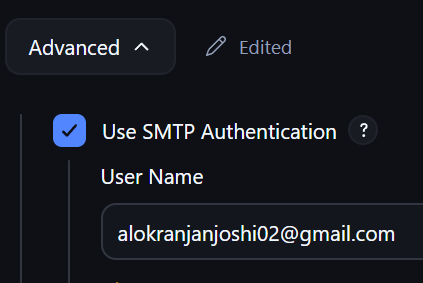 Advanced
Edited
Use SMTP Authentication ?
User Name
alokranjanjoshi02@gmail.com